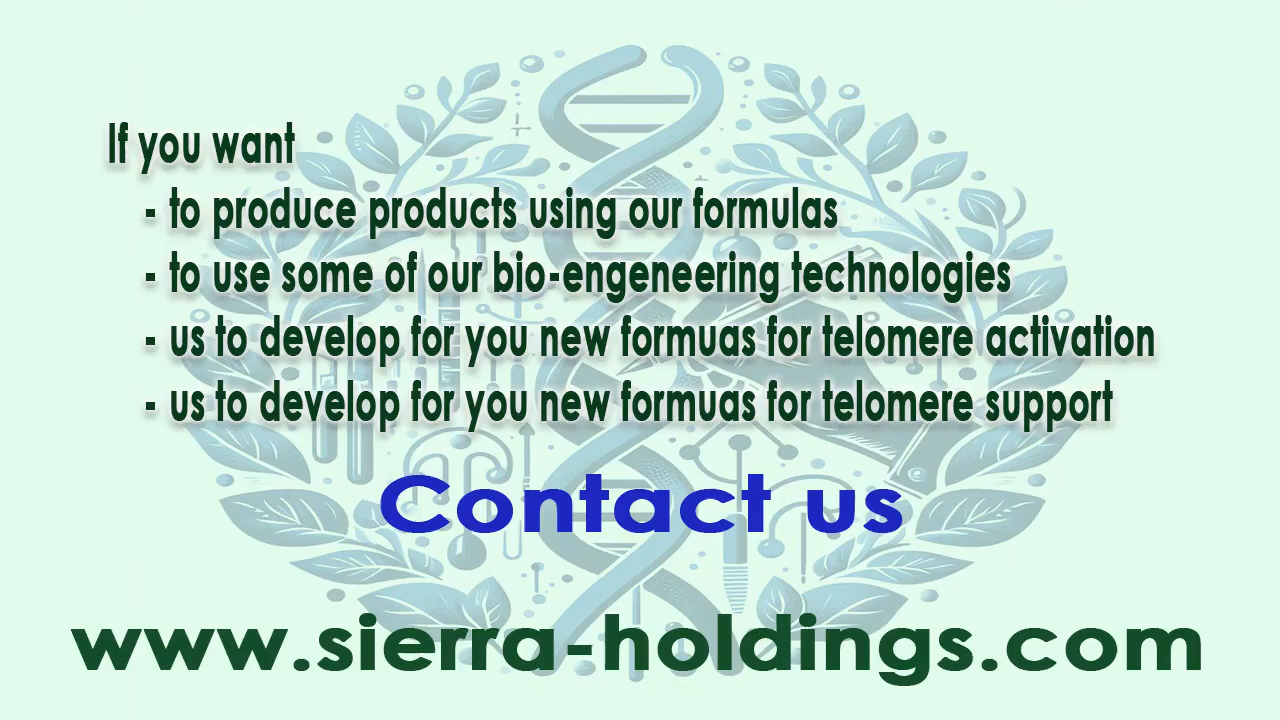 If you want
- to produce products using our formulas
- to use some of our bio-engeneering technologies
- us to develop for you new formuas for telomere activation
- us to develop for you new formuas for telomere support
Contact us
www.sierra-holdings.com